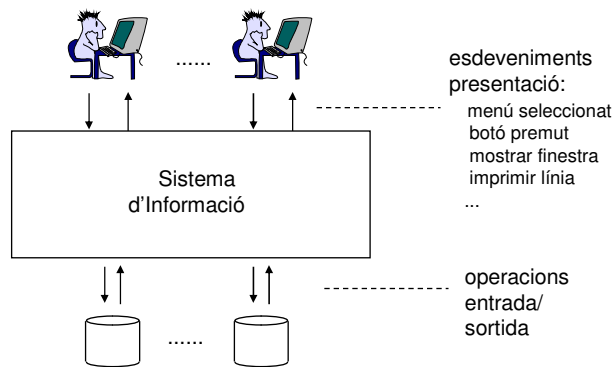 ......
esdeveniments
presentació:
menú seleccionat
botó premut
mostrar finestra
imprimir línia
...
Sistema
d'Informació
operacions
entrada/
sortida
......